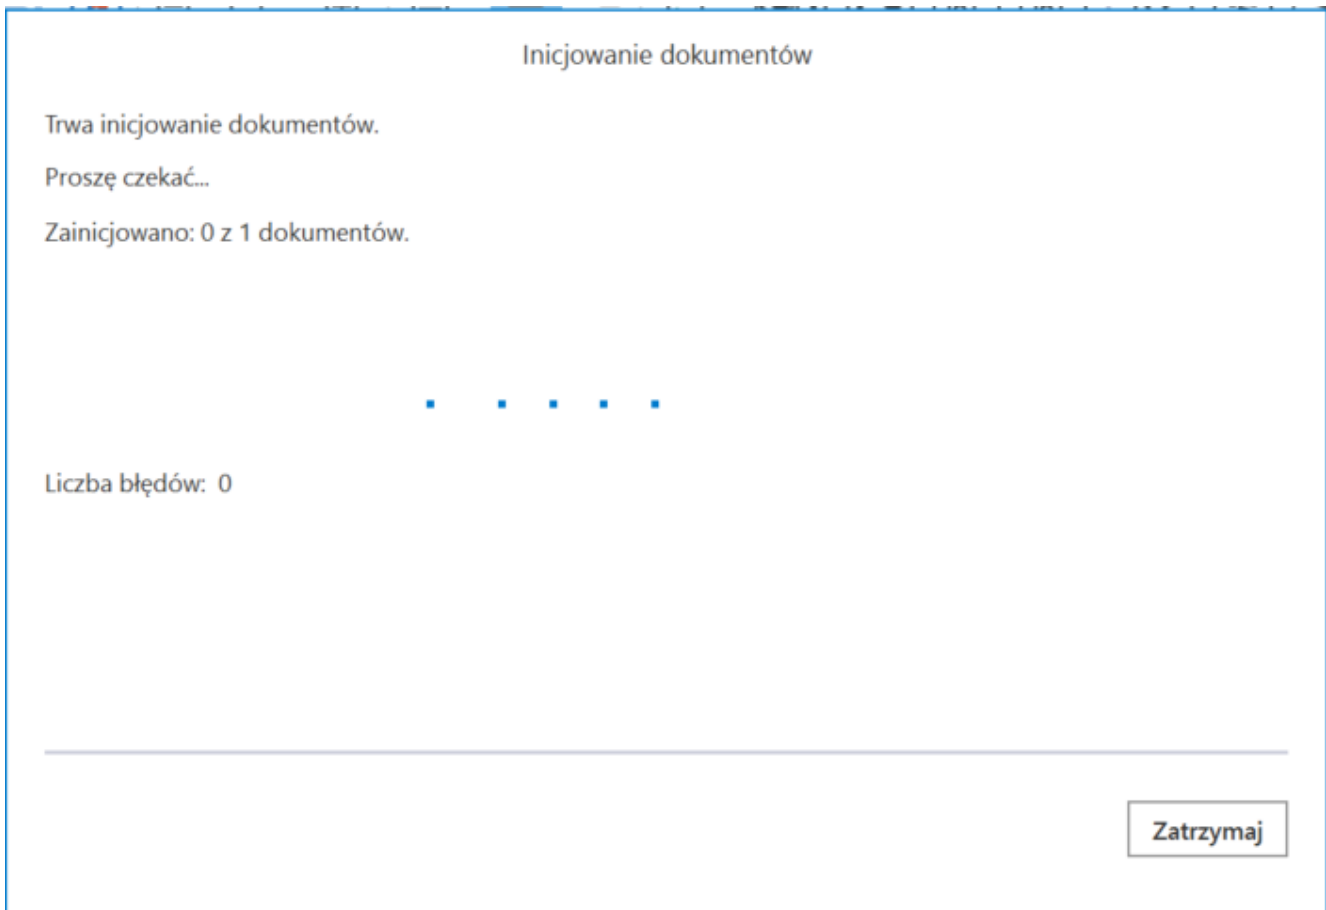 Inicjowanie dokumentów
Trwa inicjowanie dokumentów.
Proszę czekać...
Zainicjowano: 0 z 1 dokumentów.
Liczba błędów: 0
Zatrzymaj